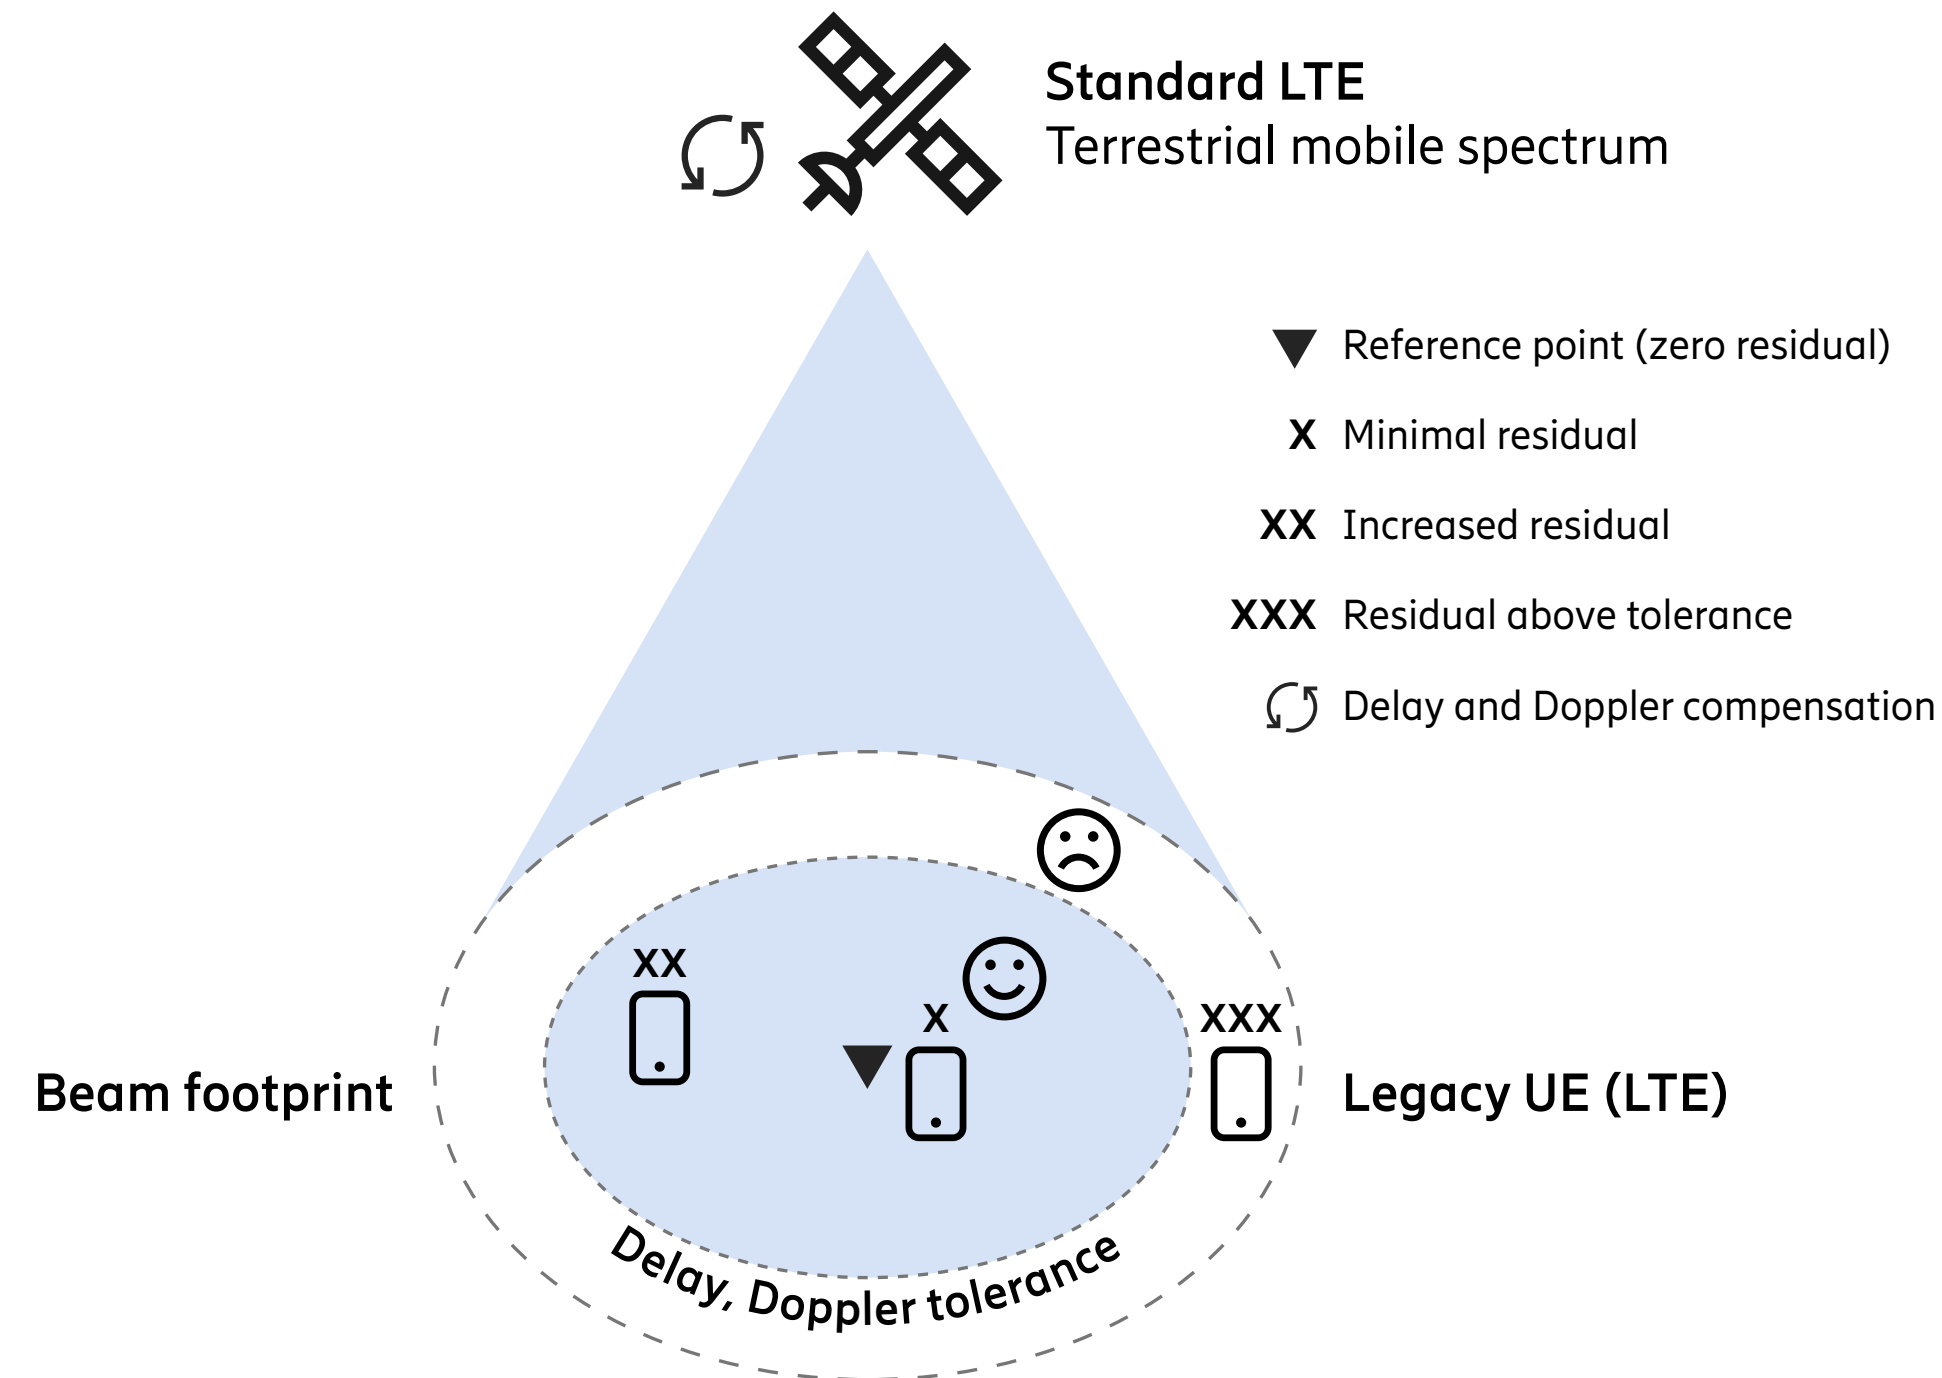 Standard LTE
Terrestrial mobile spectrum
Reference point (zero residual)
X Minimal residual
XX Increased residual
XXX Residual above tolerance
Delay and Doppler compensation
XX
X
XXX
Beam footprint
Legacy UE (LTE)
Delay, Doppler tolerance